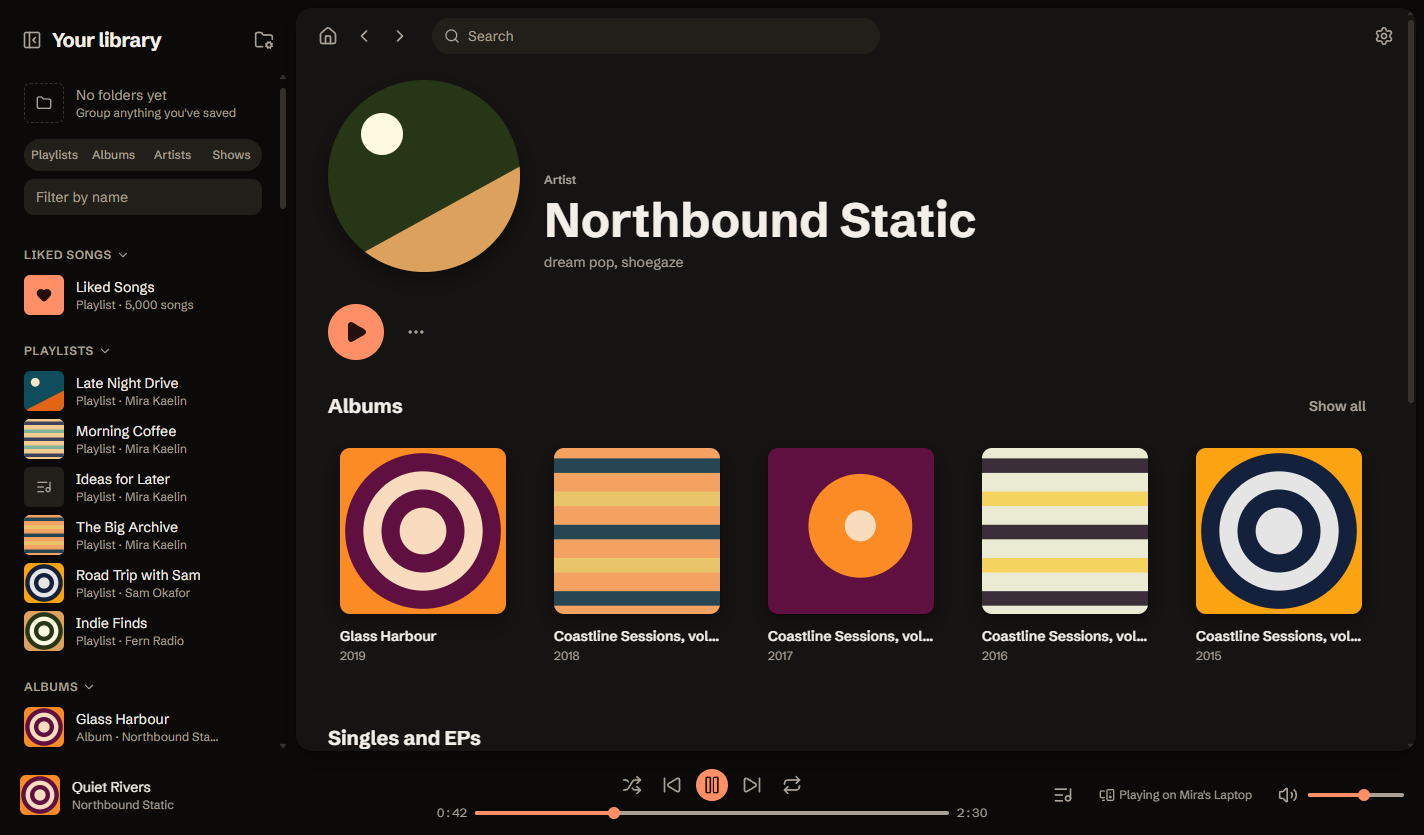 Your library
No folders yet
Group anything you've saved
Playlists Albums Artists Shows
Filter by name
LIKED SONGS
Liked Songs
Playlist · 5,000 songs
PLAYLISTS
Late Night Drive
Playlist · Mira Kaelin
Morning Coffee
Playlist · Mira Kaelin
Ideas for Later
Playlist · Mira Kaelin
The Big Archive
Playlist · Mira Kaelin
Road Trip with Sam
Playlist · Sam Okafor
Indie Finds
Playlist · Fern Radio
ALBUMS
Glass Harbour
Album · Northbound Sta...
Search
Artist
Northbound Static
dream pop, shoegaze
Albums
Show all
Glass Harbour
2019
Coastline Sessions, vol...
2018
Coastline Sessions, vol...
2017
Coastline Sessions, vol...
2016
Coastline Sessions, vol...
2015
Singles and EPs
Quiet Rivers
Northbound Static
0:42
2:30
Playing on Mira's Laptop